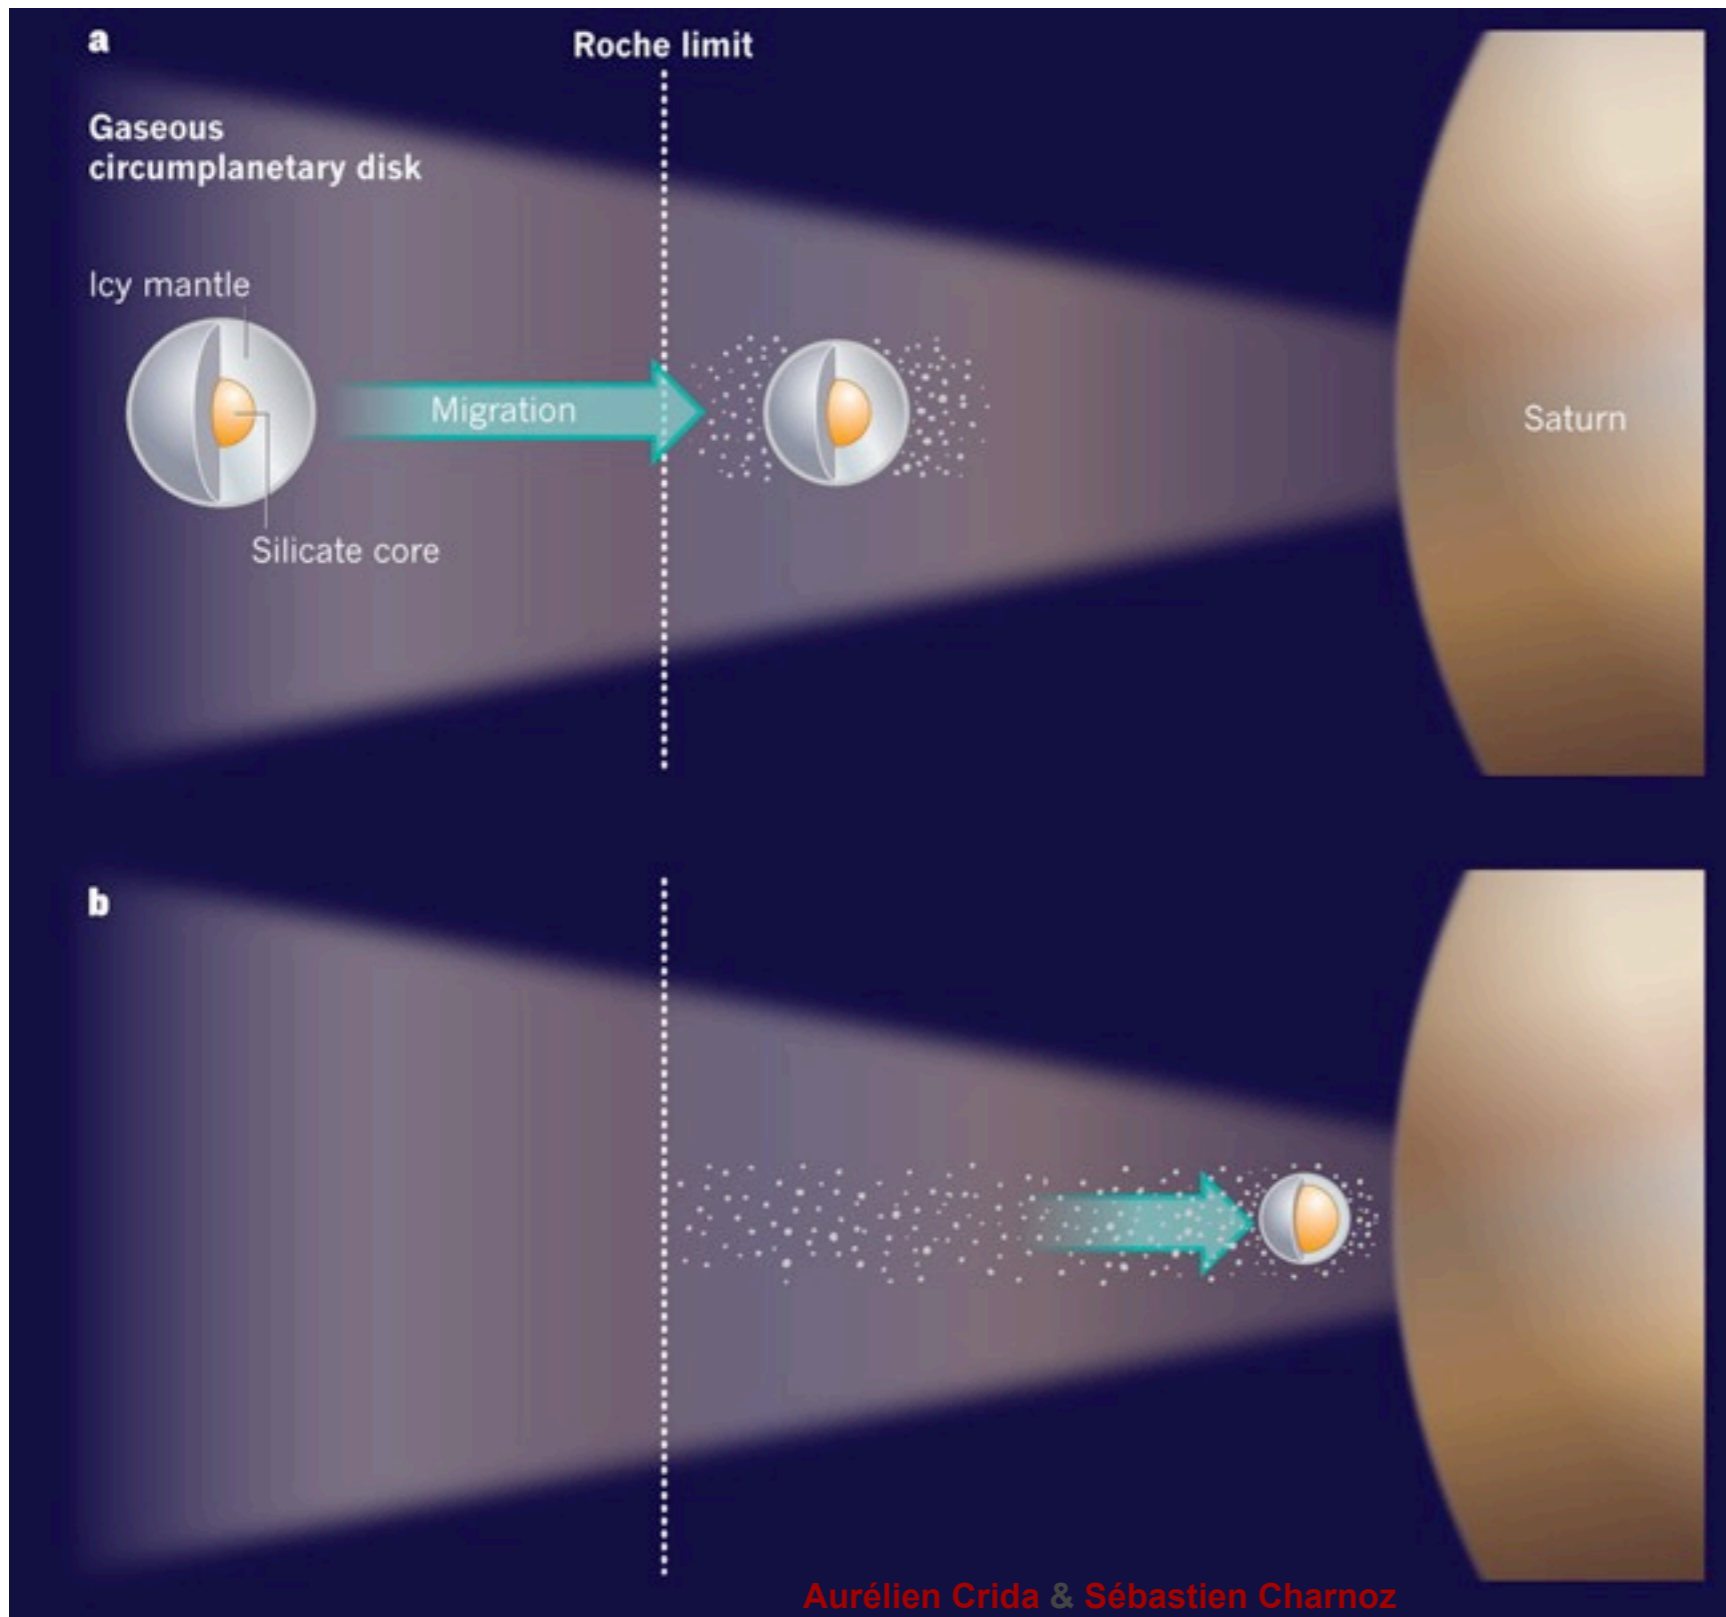 a
Roche limit
Gaseous
circumplanetary disk
Icy mantle
Migration
Saturn
Silicate core
b
Aurélien Crida & Sébastien Charnoz